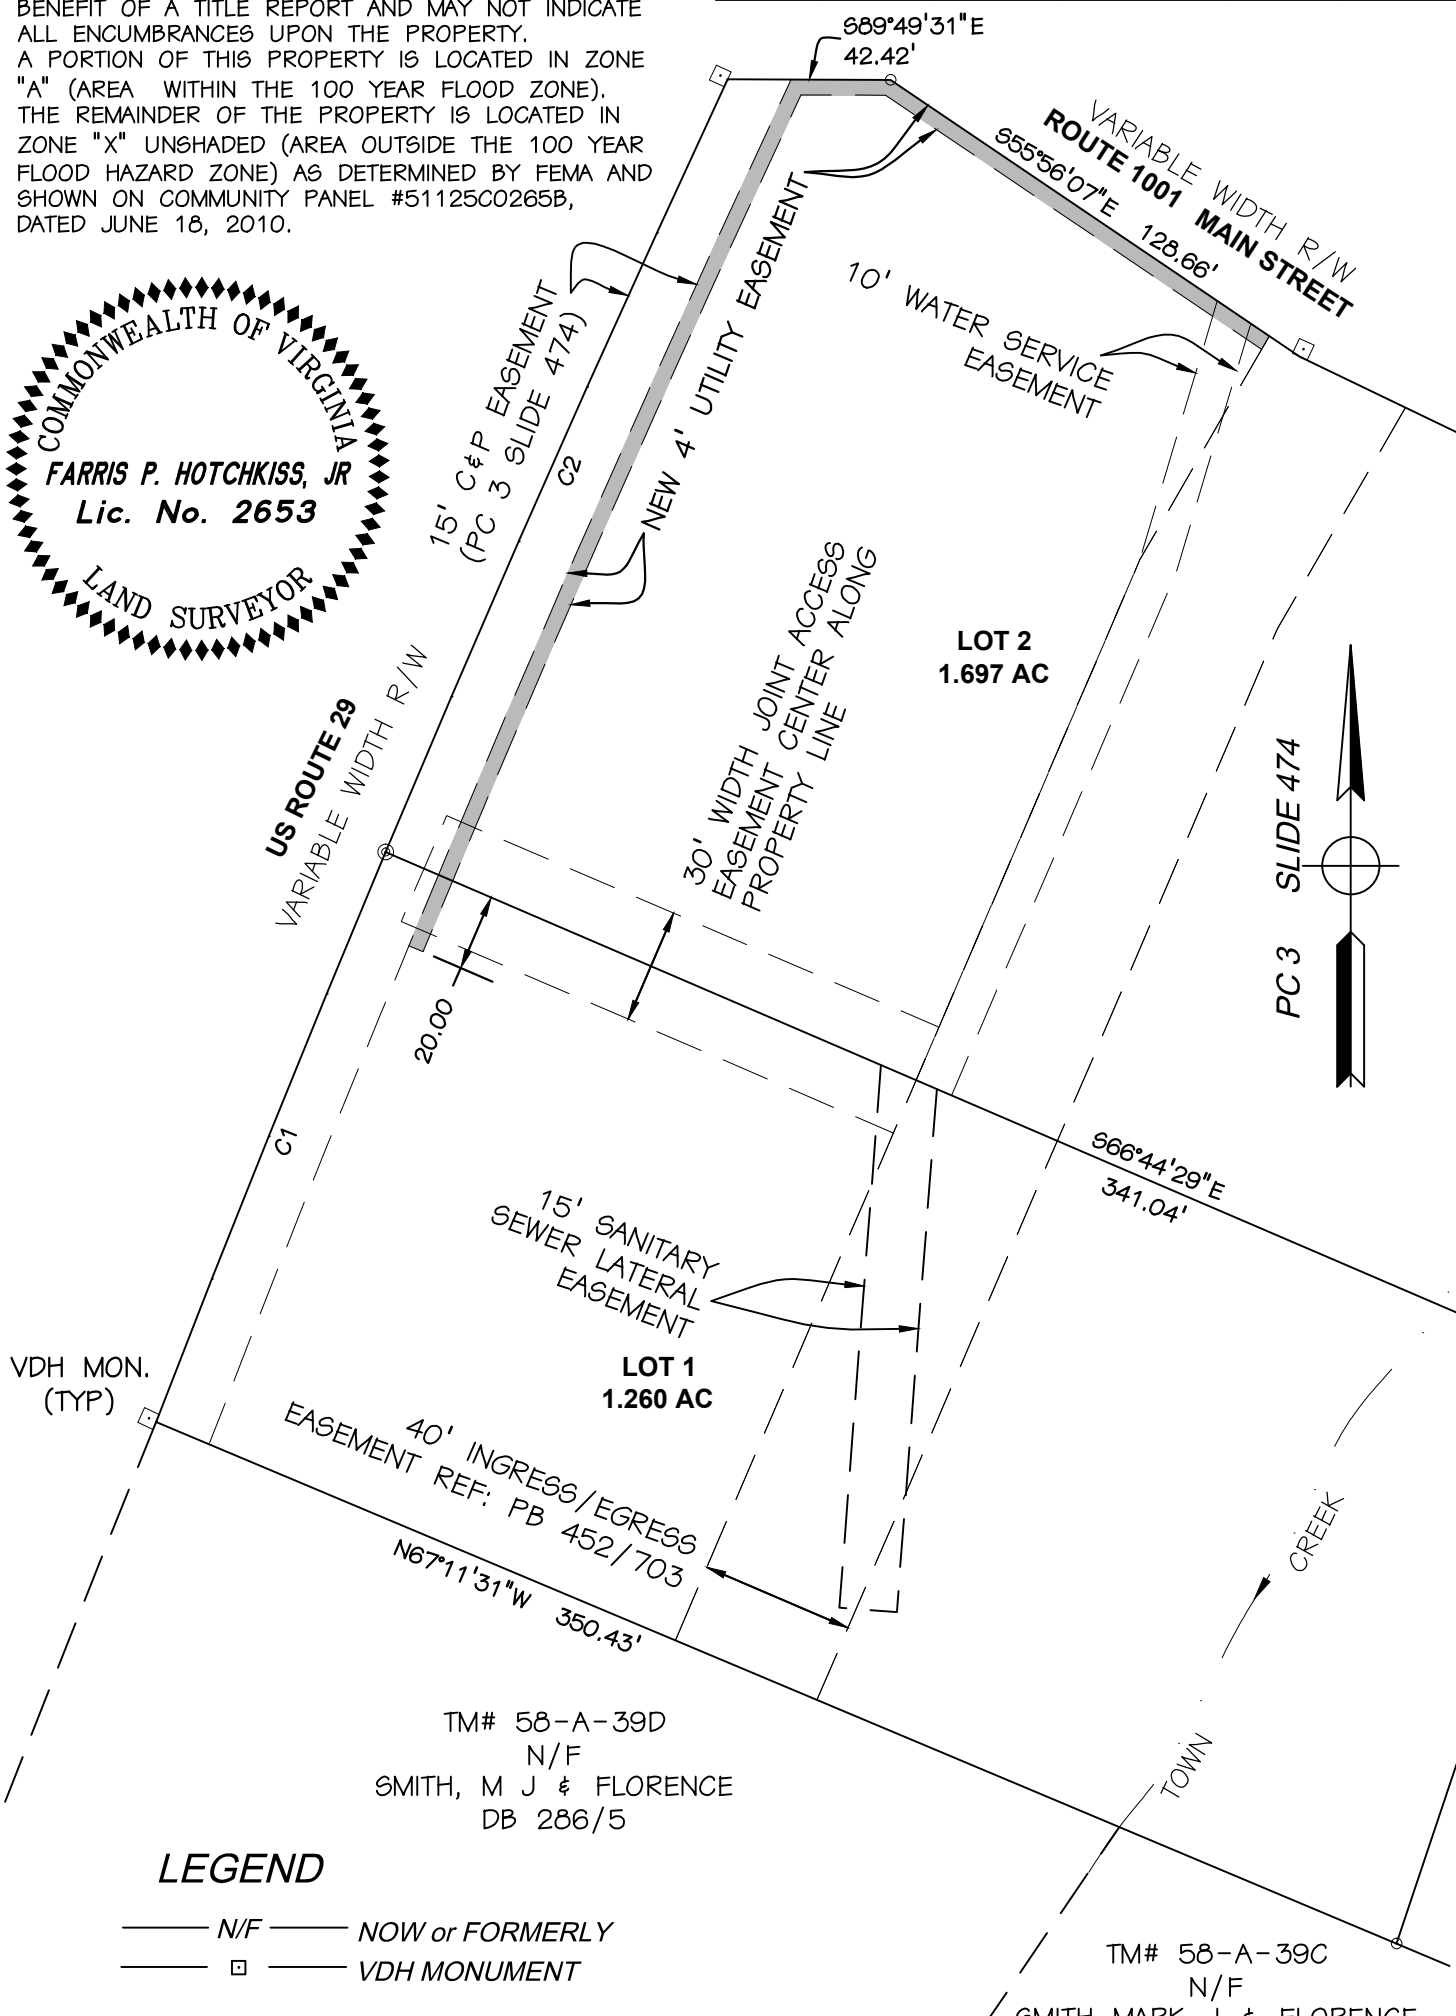 BENEFIT OF A TITLE REPORT AND MAY NOT INDICATE
ALL ENCUMBRANCES UPON THE PROPERTY.
A PORTION OF THIS PROPERTY IS LOCATED IN ZONE
"A" (AREA WITHIN THE 100 YEAR FLOOD ZONE).
THE REMAINDER OF THE PROPERTY IS LOCATED IN
ZONE "X" UNSHADED (AREA OUTSIDE THE 100 YEAR
FLOOD HAZARD ZONE) AS DETERMINED BY FEMA AND
SHOWN ON COMMUNITY PANEL #51125C0265B,
DATED JUNE 18, 2010.
S89°49'31"E
42.42'
VARIABLE WIDTH R/W
ROUTE 1001 MAIN STREET
S55°56'07"E 128.66'
COMMONWEALTH OF VIRGINIA
FARRIS P. HOTCHKISS, JR
Lic. No. 2653
LAND SURVEYOR
15' C&P EASEMENT
(PC 3 SLIDE 474)
C2
NEW 4' UTILITY EASEMENT
10' WATER SERVICE
EASEMENT
30' WIDTH JOINT ACCESS
EASEMENT CENTER ALONG
PROPERTY LINE
LOT 2
1.697 AC
US ROUTE 29
VARIABLE WIDTH R/W
PC 3 SLIDE 474
20.00
C1
S66°44'29"E
341.04'
15' SANITARY
SEWER LATERAL
EASEMENT
LOT 1
1.260 AC
VDH MON.
(TYP)
40' INGRESS/EGRESS
EASEMENT REF: PB 452/703
N67°11'31"W 350.43'
TOWN CREEK
TM# 58-A-39D
N/F
SMITH, M J & FLORENCE
DB 286/5
LEGEND
N/F NOW or FORMERLY
VDH MONUMENT
TM# 58-A-39C
N/F
SMITH MARK J & FLORENCE